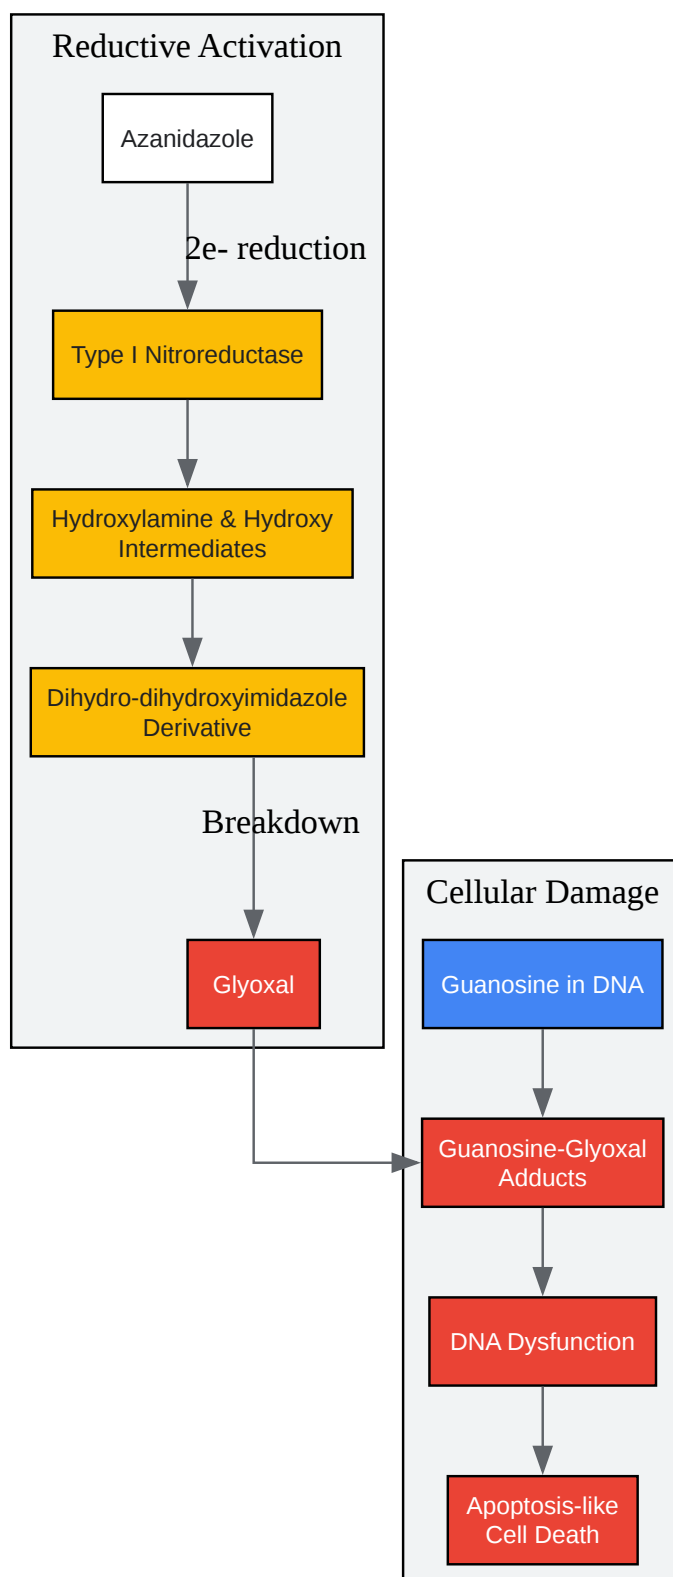 Reductive Activation
Azanidazole
2e- reduction
Type I Nitroreductase
Hydroxylamine & Hydroxy
Intermediates
Dihydro-dihydroxyimidazole
Derivative
Breakdown
Glyoxal
Cellular Damage
Guanosine in DNA
Guanosine-Glyoxal
Adducts
DNA Dysfunction
Apoptosis-like
Cell Death